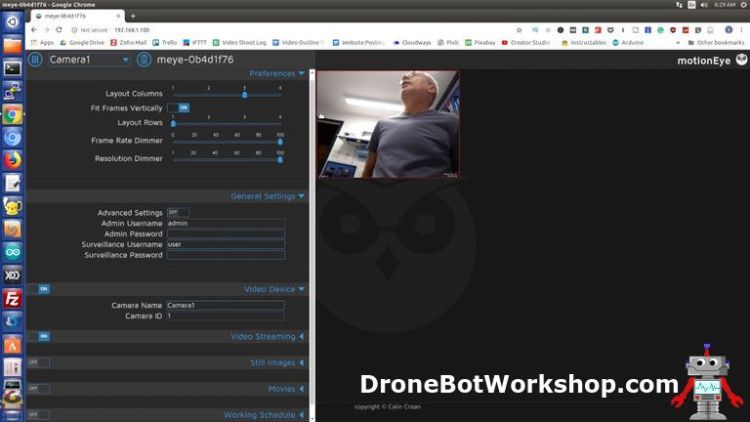 meye-0b4d1f76 - Google Chrome
En
6:29 AM
meye-0b4d1f76
Not secure | 192.168.1.100
Apps Google Drive Zoho Mail Trello IFTTT Video Shoot Log Video Outline Website Posting Cloudways Pixlr Pixabay Creator Studio Instructables Arduino Other bookmarks
Camera1
meye-0b4d1f76
motionEye
Preferences
1 2 3 4
Layout Columns
Fit Frames Vertically ON
1 2 3 4
Layout Rows
0 20 40 60 80 100
Frame Rate Dimmer
1 20 40 60 80 100
Resolution Dimmer
General Settings
Advanced Settings OFF
Admin Username admin
Admin Password
Surveillance Username user
Surveillance Password
ON Video Device
Camera Name Camera1
Camera ID 1
ON Video Streaming
OFF Still Images
OFF Movies
OFF Working Schedule
DroneBotWorkshop.com
copyright © Calin Crisan